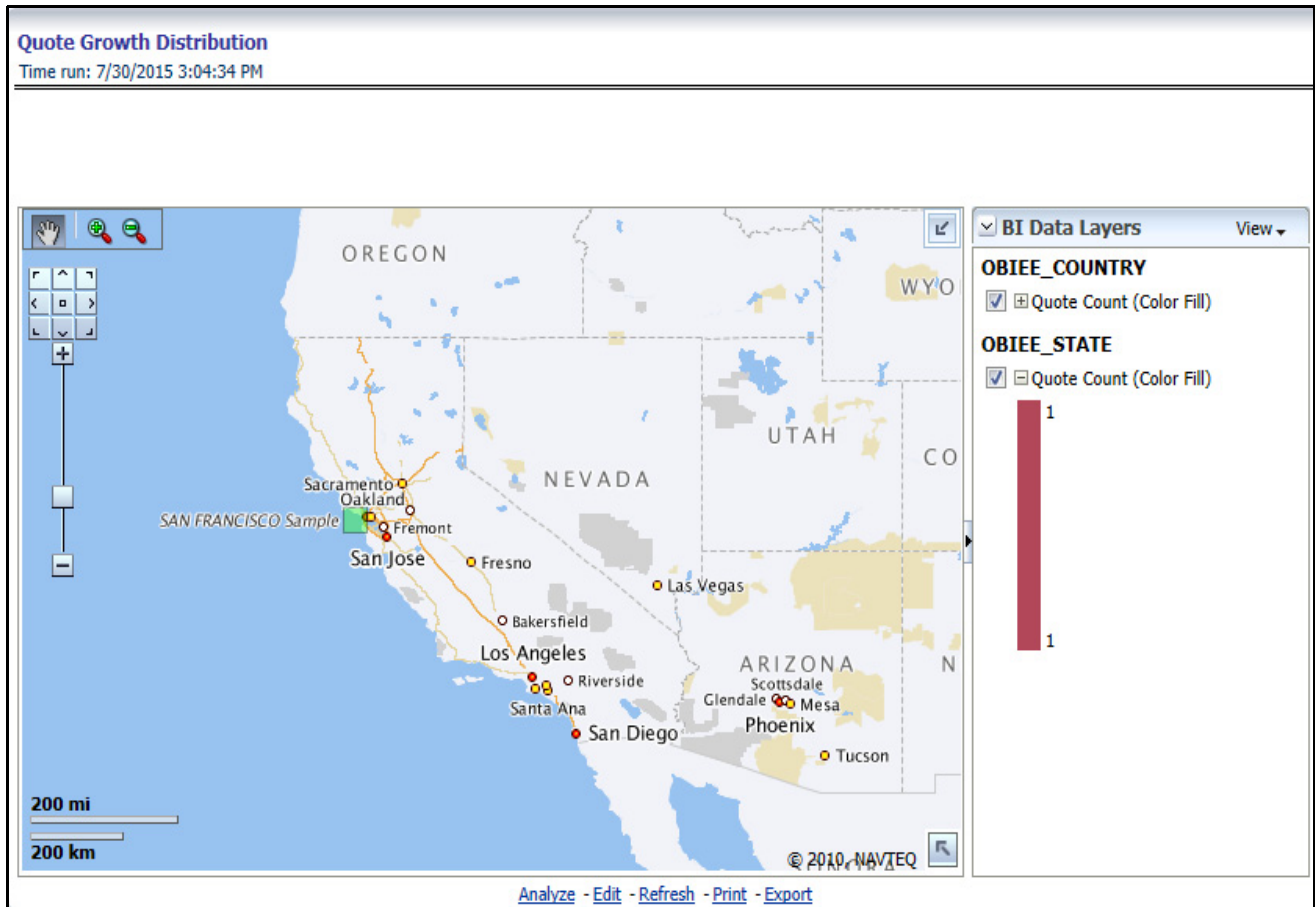 Quote Growth Distribution
Time run: 7/30/2015 3:04:34 PM
BI Data Layers
View
OBIEE_COUNTRY
Quote Count (Color Fill)
OBIEE_STATE
Quote Count (Color Fill)
1
1
OREGON
WYO
UTAH
CO
NEVADA
Sacramento
Oakland
SAN FRANCISCO Sample
Fremont
San Jose
Fresno
Las Vegas
Bakersfield
Los Angeles
ARIZONA
N
Riverside
Scottsdale
Glendale
Mesa
Santa Ana
Phoenix
San Diego
Tucson
200 mi
200 km
© 2010, NAVTEQ
Analyze - Edit - Refresh - Print - Export